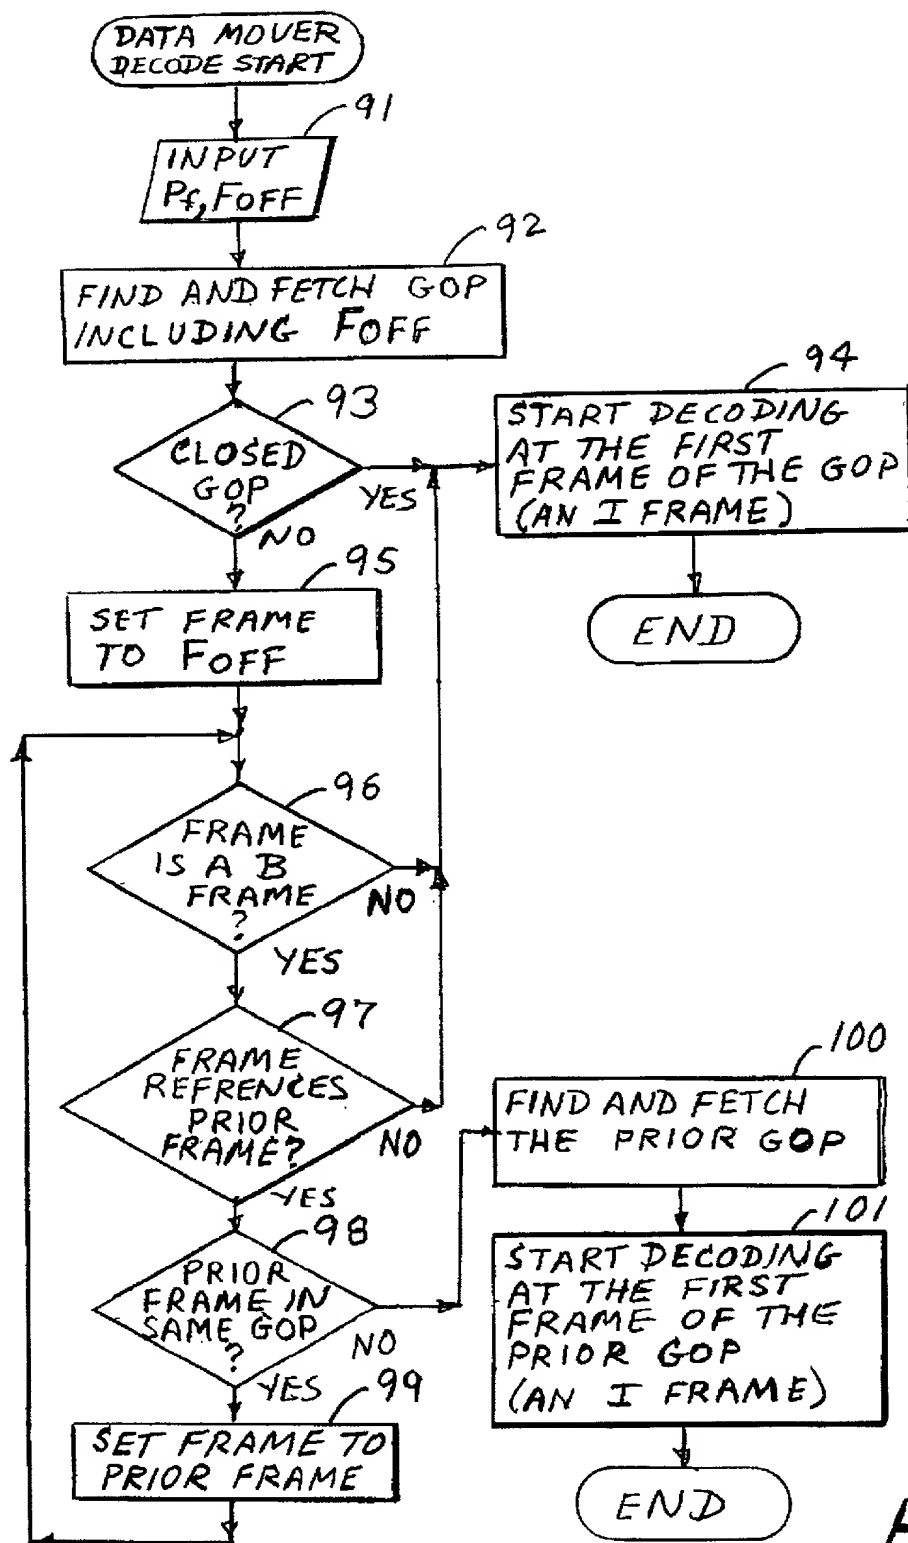 DATA MOVER
DECODE START
91
INPUT
Pf, FOFF
92
FIND AND FETCH GOP
INCLUDING FOFF
93
CLOSED
GOP
?
YES
NO
94
START DECODING
AT THE FIRST
FRAME OF THE GOP
(AN I FRAME)
END
95
SET FRAME
TO FOFF
96
FRAME
IS A B
FRAME
?
NO
YES
97
FRAME
REFRENCES
PRIOR
FRAME?
NO
YES
98
PRIOR
FRAME IN
SAME GOP
?
NO
YES
99
SET FRAME TO
PRIOR FRAME
100
FIND AND FETCH
THE PRIOR GOP
101
START DECODING
AT THE FIRST
FRAME OF THE
PRIOR GOP
(AN I FRAME)
END